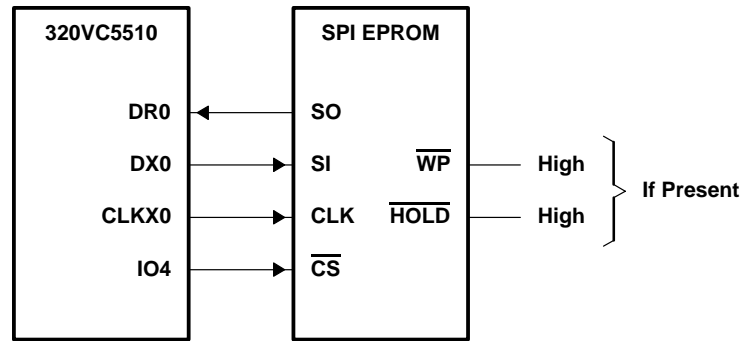 320VC5510 SPI EPROM
DR0 SO
DX0 SI WP High
If Present
CLKX0 CLK HOLD High
IO4 CS